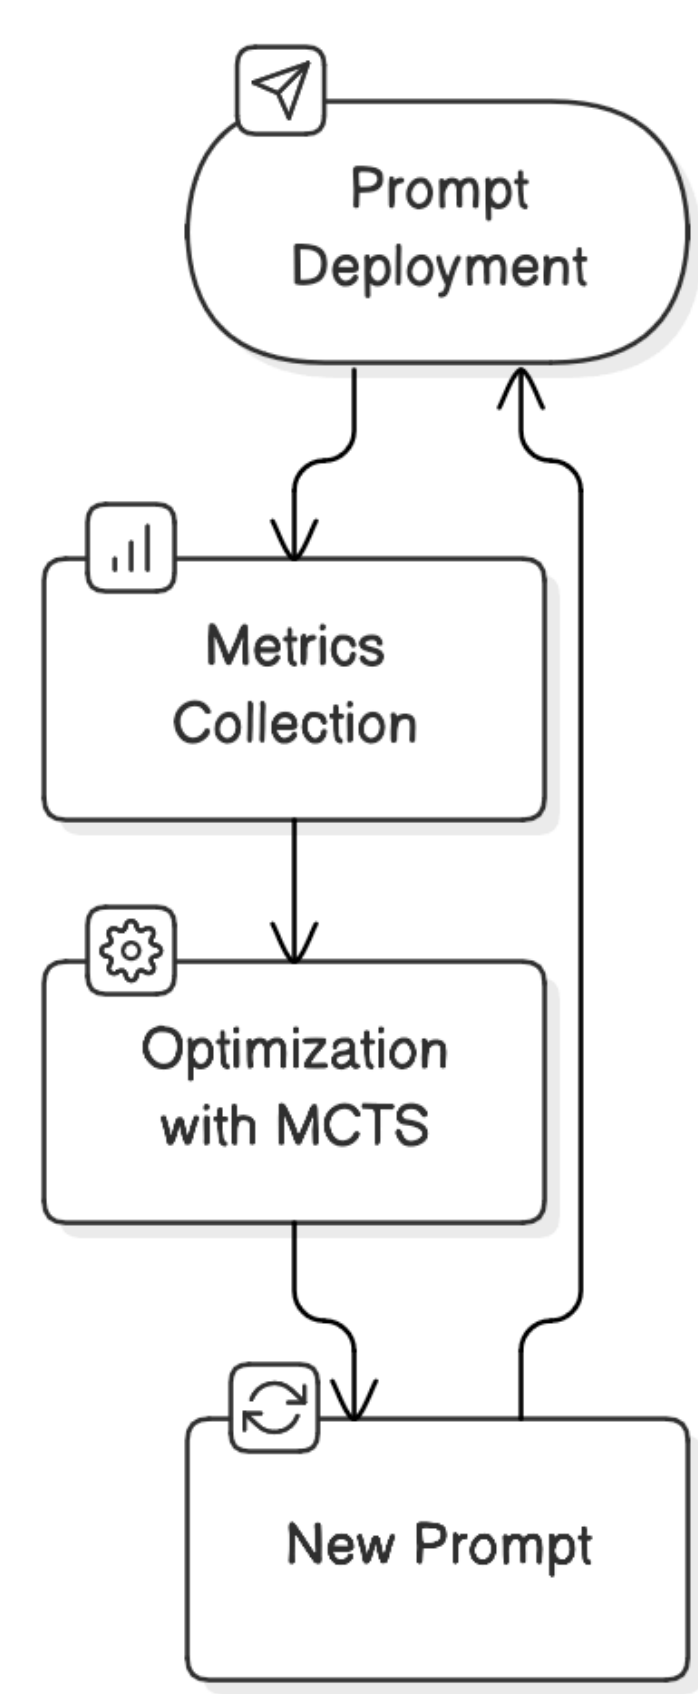 Prompt
Deployment
Metrics
Collection
Optimization
with MCTS
New Prompt